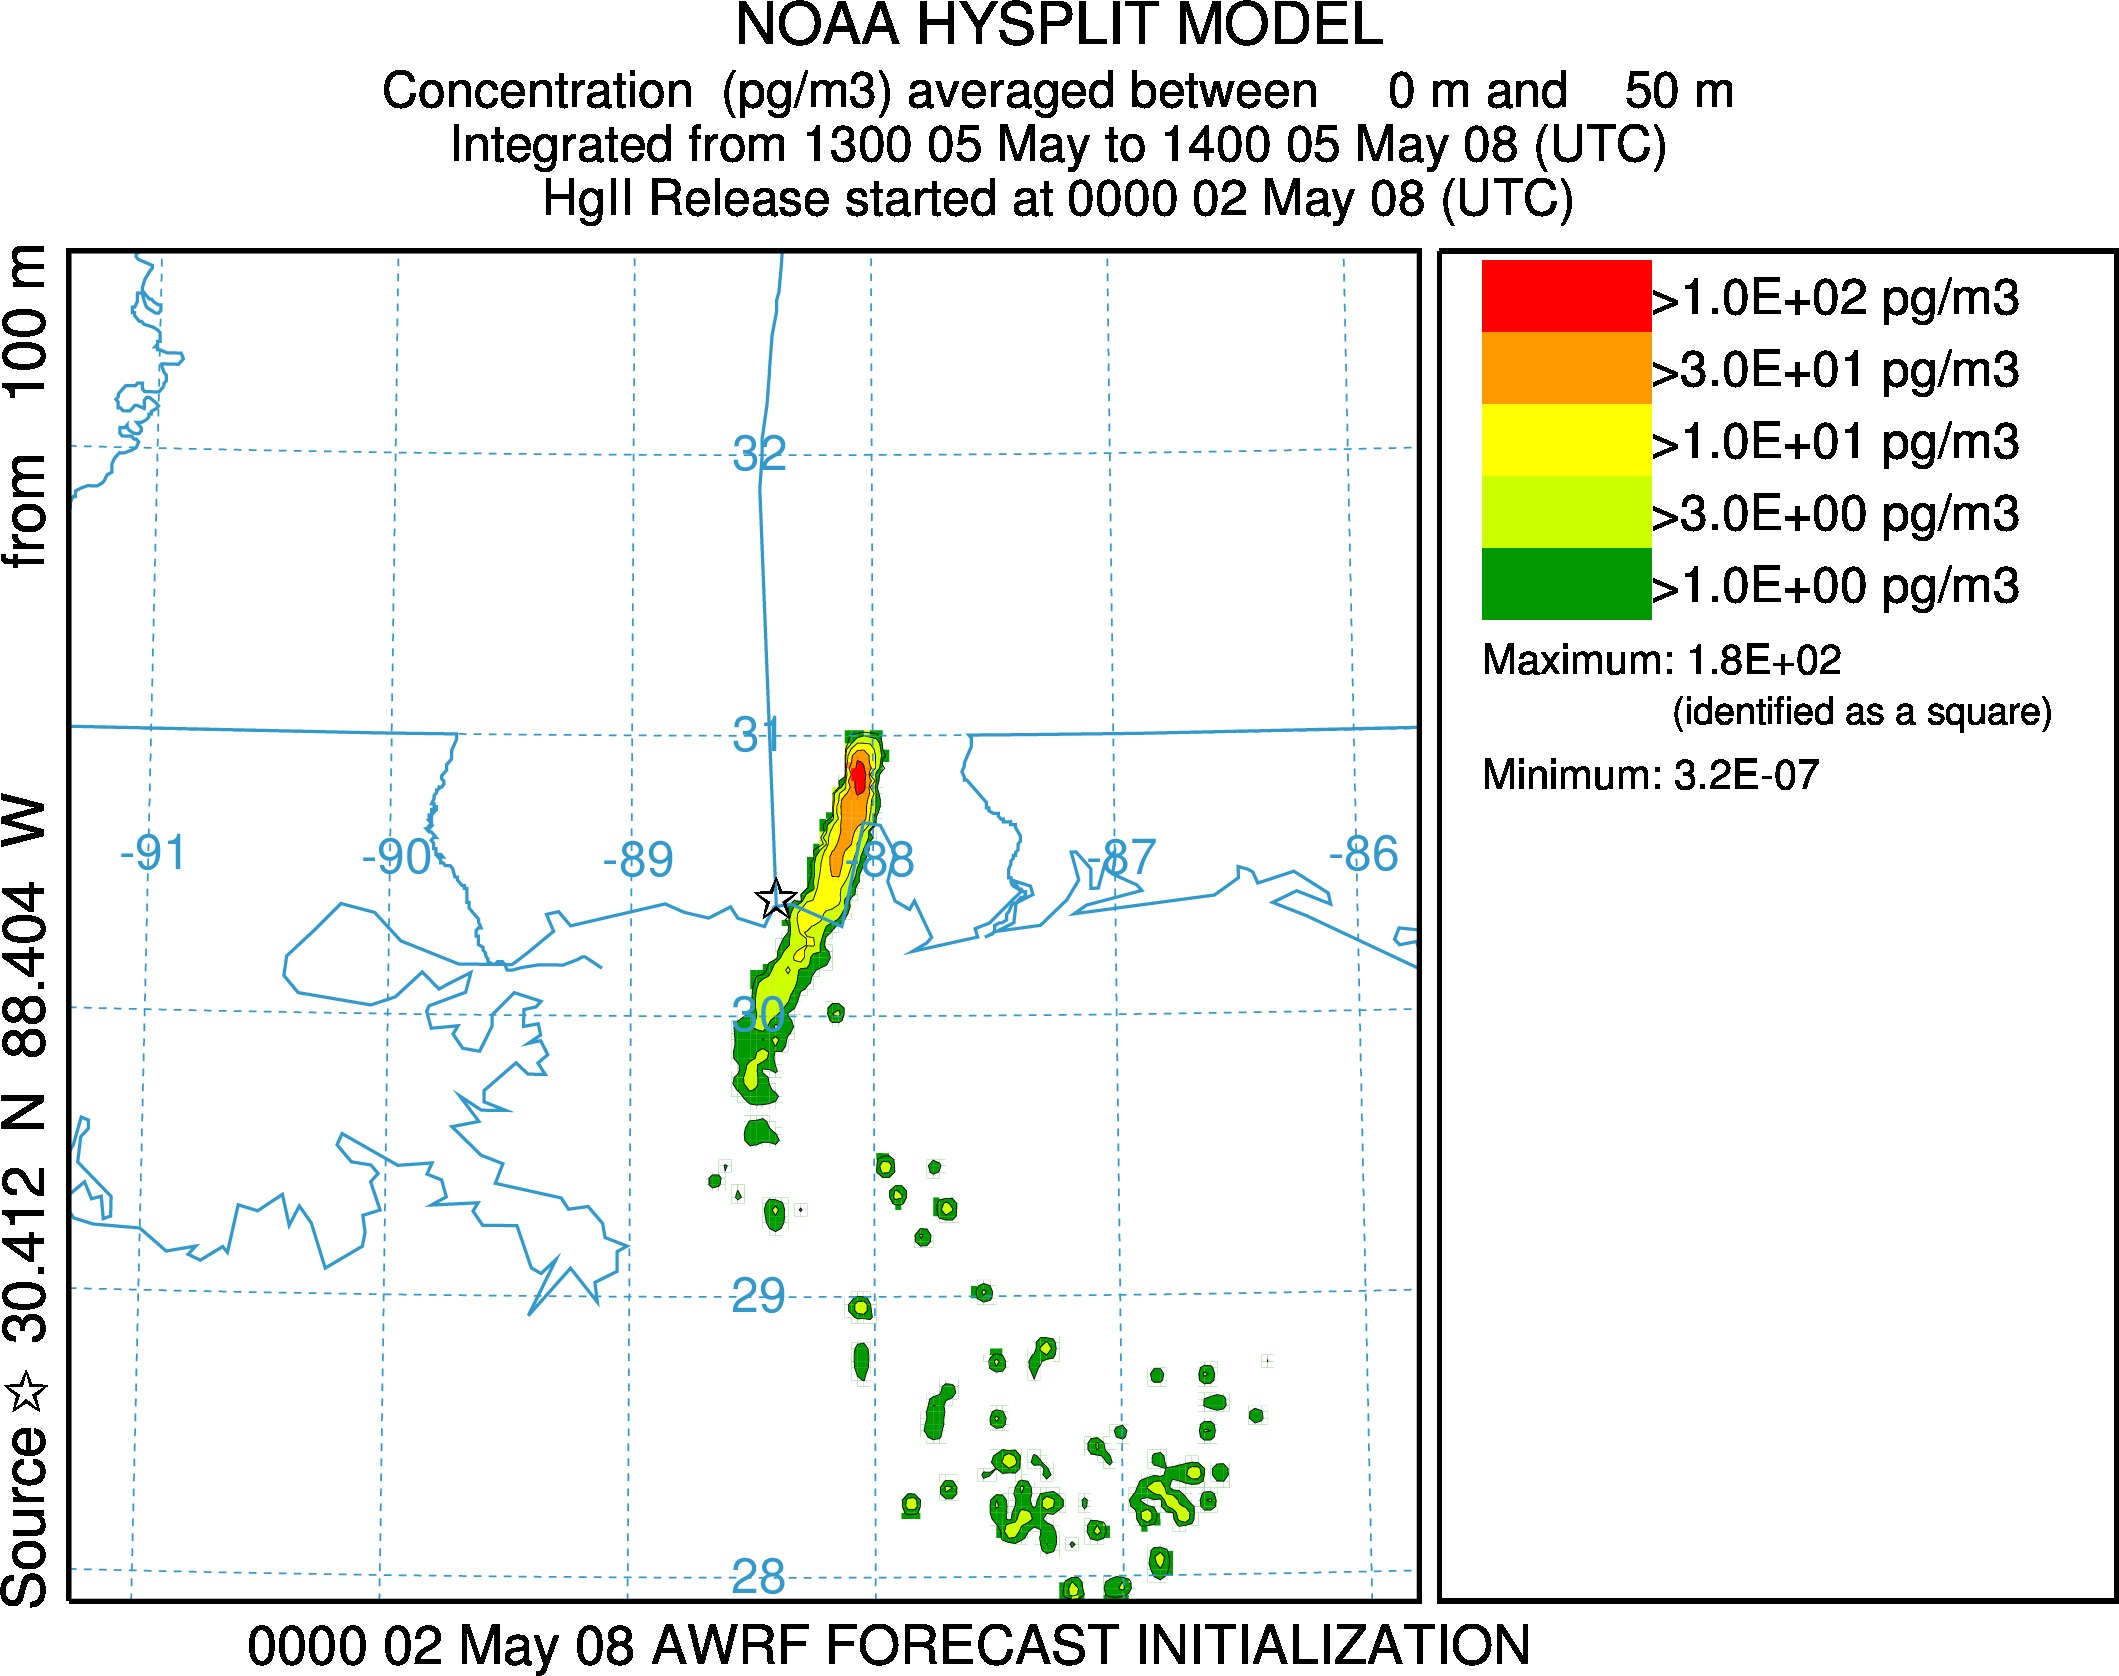 NOAA HYSPLIT MODEL
Concentration (pg/m3) averaged between 0 m and 50 m
Integrated from 1300 05 May to 1400 05 May 08 (UTC)
HgII Release started at 0000 02 May 08 (UTC)
Source ☆ 30.412 N 88.404 W from 100 m
32
31
-91
-90
-89
-88
-87
-86
30
29
28
>1.0E+02 pg/m3
>3.0E+01 pg/m3
>1.0E+01 pg/m3
>3.0E+00 pg/m3
>1.0E+00 pg/m3
Maximum: 1.8E+02
(identified as a square)
Minimum: 3.2E-07
0000 02 May 08 AWRF FORECAST INITIALIZATION